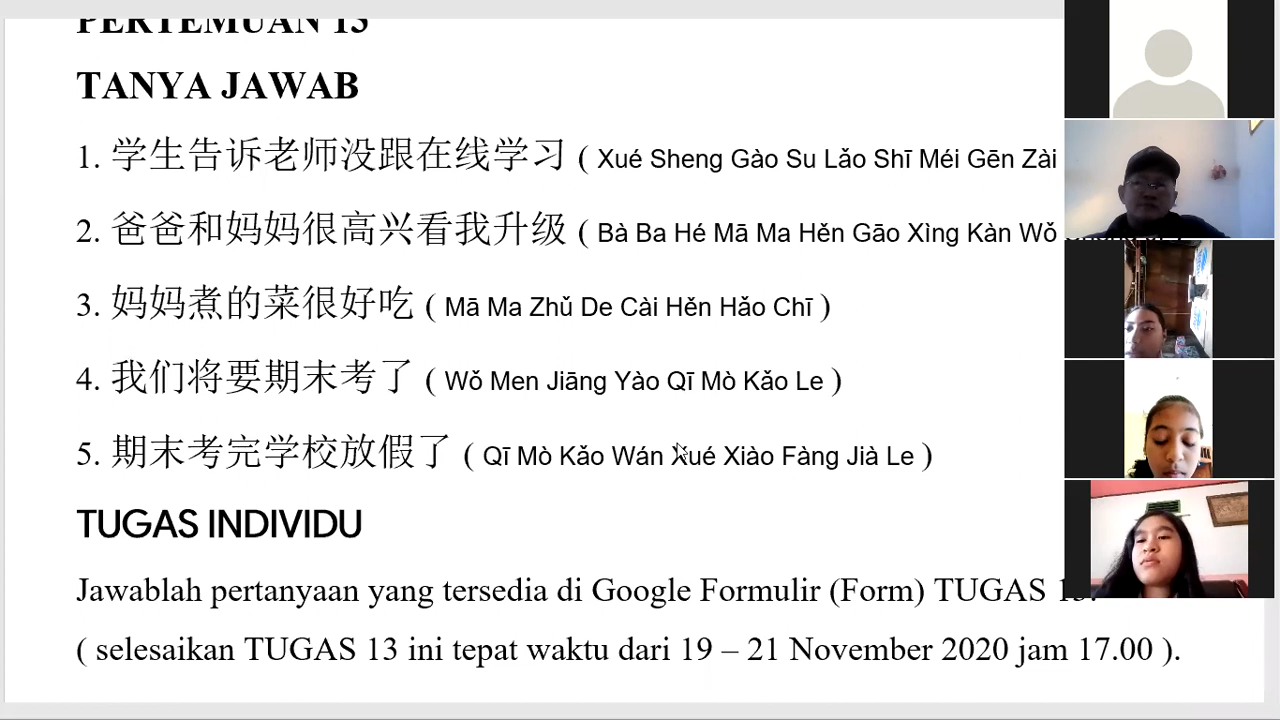 PERTEMUAN 13
TANYA JAWAB
1. 学生告诉老师没跟在线学习 ( Xué Sheng Gào Su Lǎo Shī Méi Gēn Zài
2. 爸爸和妈妈很高兴看我升级 ( Bà Ba Hé Mā Ma Hěn Gāo Xìng Kàn Wǒ
3. 妈妈煮的菜很好吃 ( Mā Ma Zhǔ De Cài Hěn Hǎo Chī )
4. 我们将要期末考了 ( Wǒ Men Jiāng Yào Qī Mò Kǎo Le )
5. 期末考完学校放假了 ( Qī Mò Kǎo Wán Xué Xiào Fàng Jià Le )
TUGAS INDIVIDU
Jawablah pertanyaan yang tersedia di Google Formulir (Form) TUGAS 13.
( selesaikan TUGAS 13 ini tepat waktu dari 19 – 21 November 2020 jam 17.00 ).